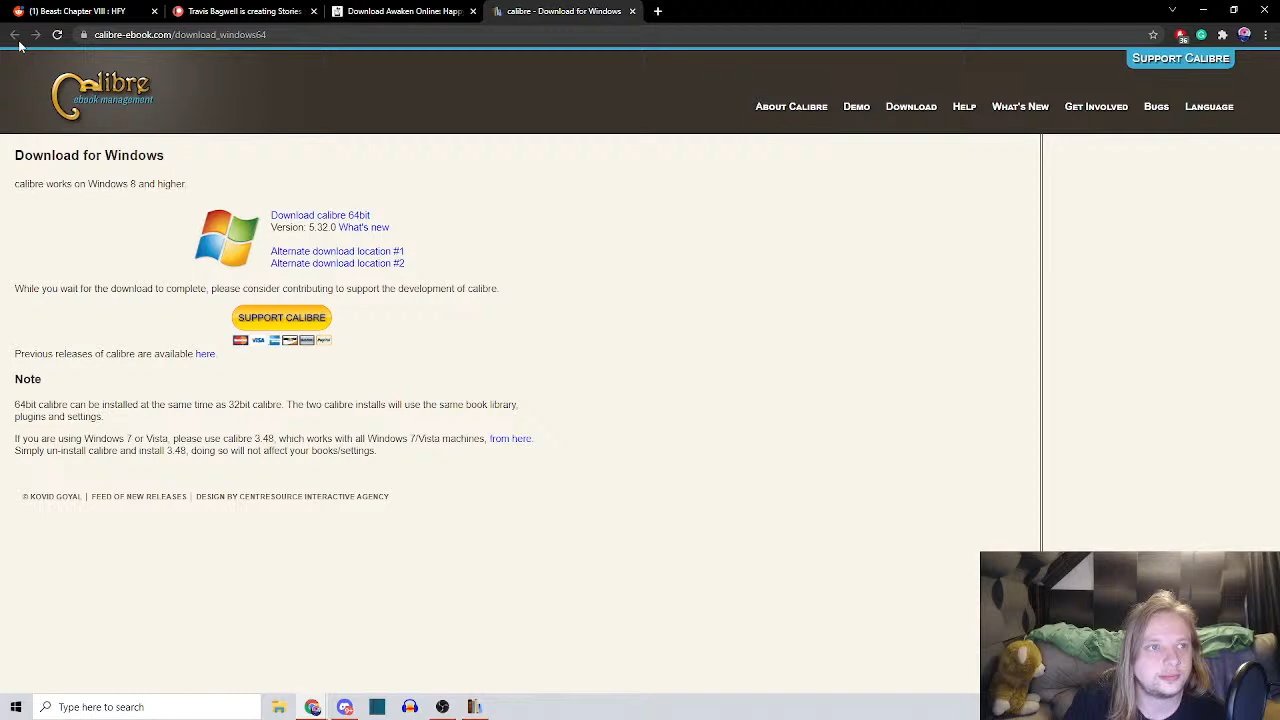 (1) Beast Chapter VIII : HFY
Travis Bagwell is creating Stories
Download Awaken Online Happy
calibre - Download for Windows
calibre-ebook.com/download_windows64
36
Support Calibre
Calibre
ebook management
About Calibre
Demo
Download
Help
What's New
Get Involved
Bugs
Language
Download for Windows
calibre works on Windows 8 and higher.
Download calibre 64bit
Version: 5.32.0 What's new
Alternate download location #1
Alternate download location #2
While you wait for the download to complete, please consider contributing to support the development of calibre.
SUPPORT CALIBRE
VISA
PayPal
Previous releases of calibre are available here.
Note
64bit calibre can be installed at the same time as 32bit calibre. The two calibre installs will use the same book library,
plugins and settings.
If you are using Windows 7 or Vista, please use calibre 3.48, which works with all Windows 7/Vista machines, from here.
Simply un-install calibre and install 3.48, doing so will not affect your books/settings.
© KOVID GOYAL | FEED OF NEW RELEASES | DESIGN BY CENTRESOURCE INTERACTIVE AGENCY
Type here to search